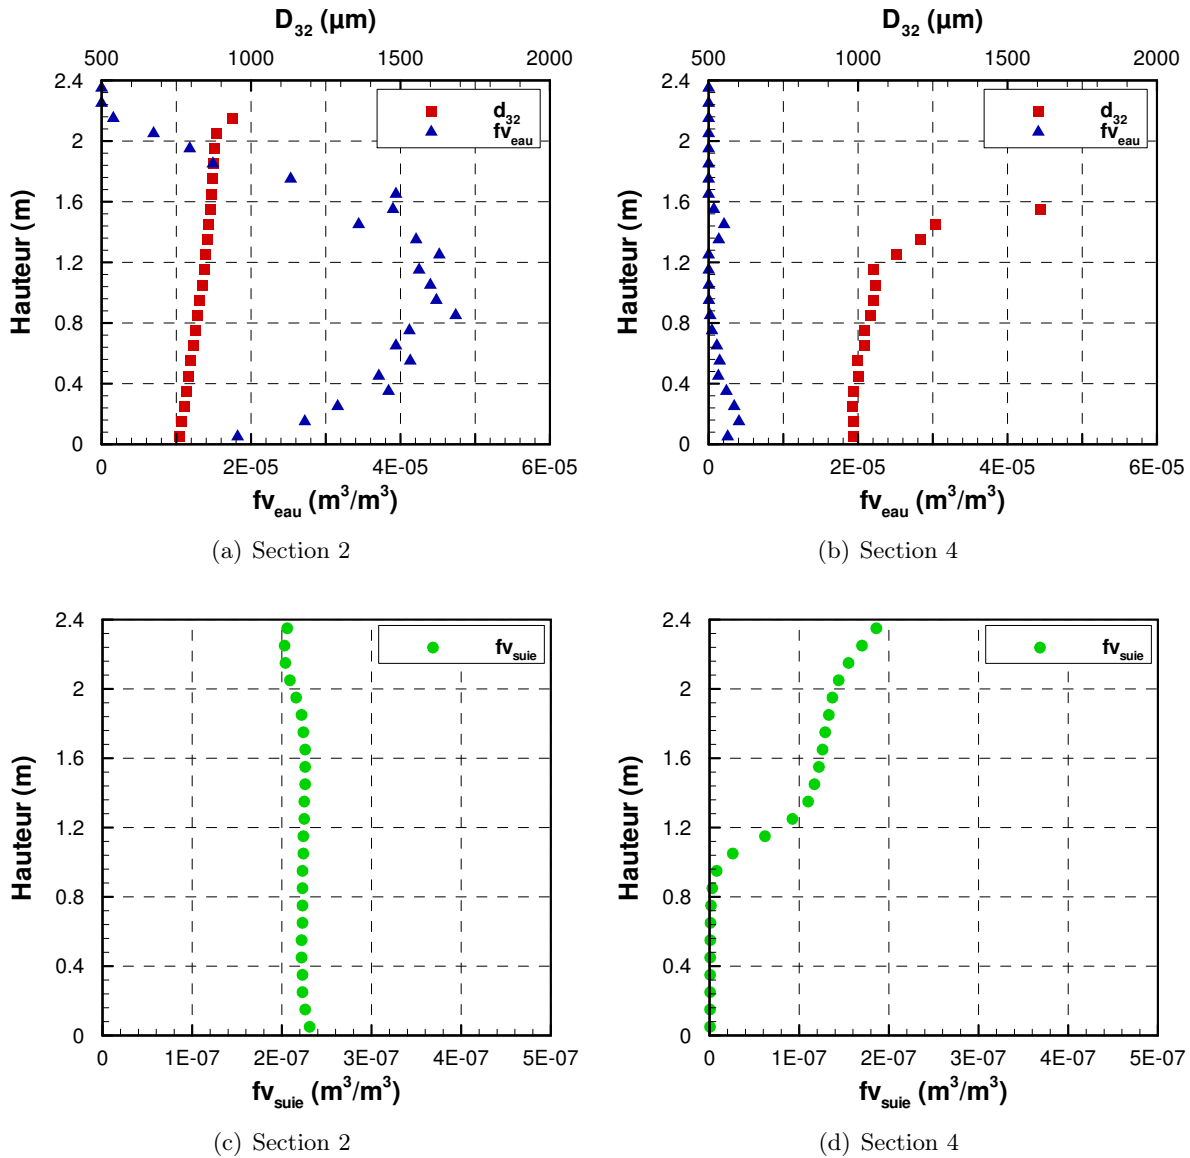 D32 (µm)
500 1000 1500 2000
2.4
2
1.6
1.2
0.8
0.4
0
Hauteur (m)
d32
fveau
0 2E-05 4E-05 6E-05
fveau (m³/m³)
(a) Section 2
D32 (µm)
500 1000 1500 2000
2.4
2
1.6
1.2
0.8
0.4
0
Hauteur (m)
d32
fveau
0 2E-05 4E-05 6E-05
fveau (m³/m³)
(b) Section 4
2.4
2
1.6
1.2
0.8
0.4
0
Hauteur (m)
fvsuie
0 1E-07 2E-07 3E-07 4E-07 5E-07
fvsuie (m³/m³)
(c) Section 2
2.4
2
1.6
1.2
0.8
0.4
0
Hauteur (m)
fvsuie
0 1E-07 2E-07 3E-07 4E-07 5E-07
fvsuie (m³/m³)
(d) Section 4